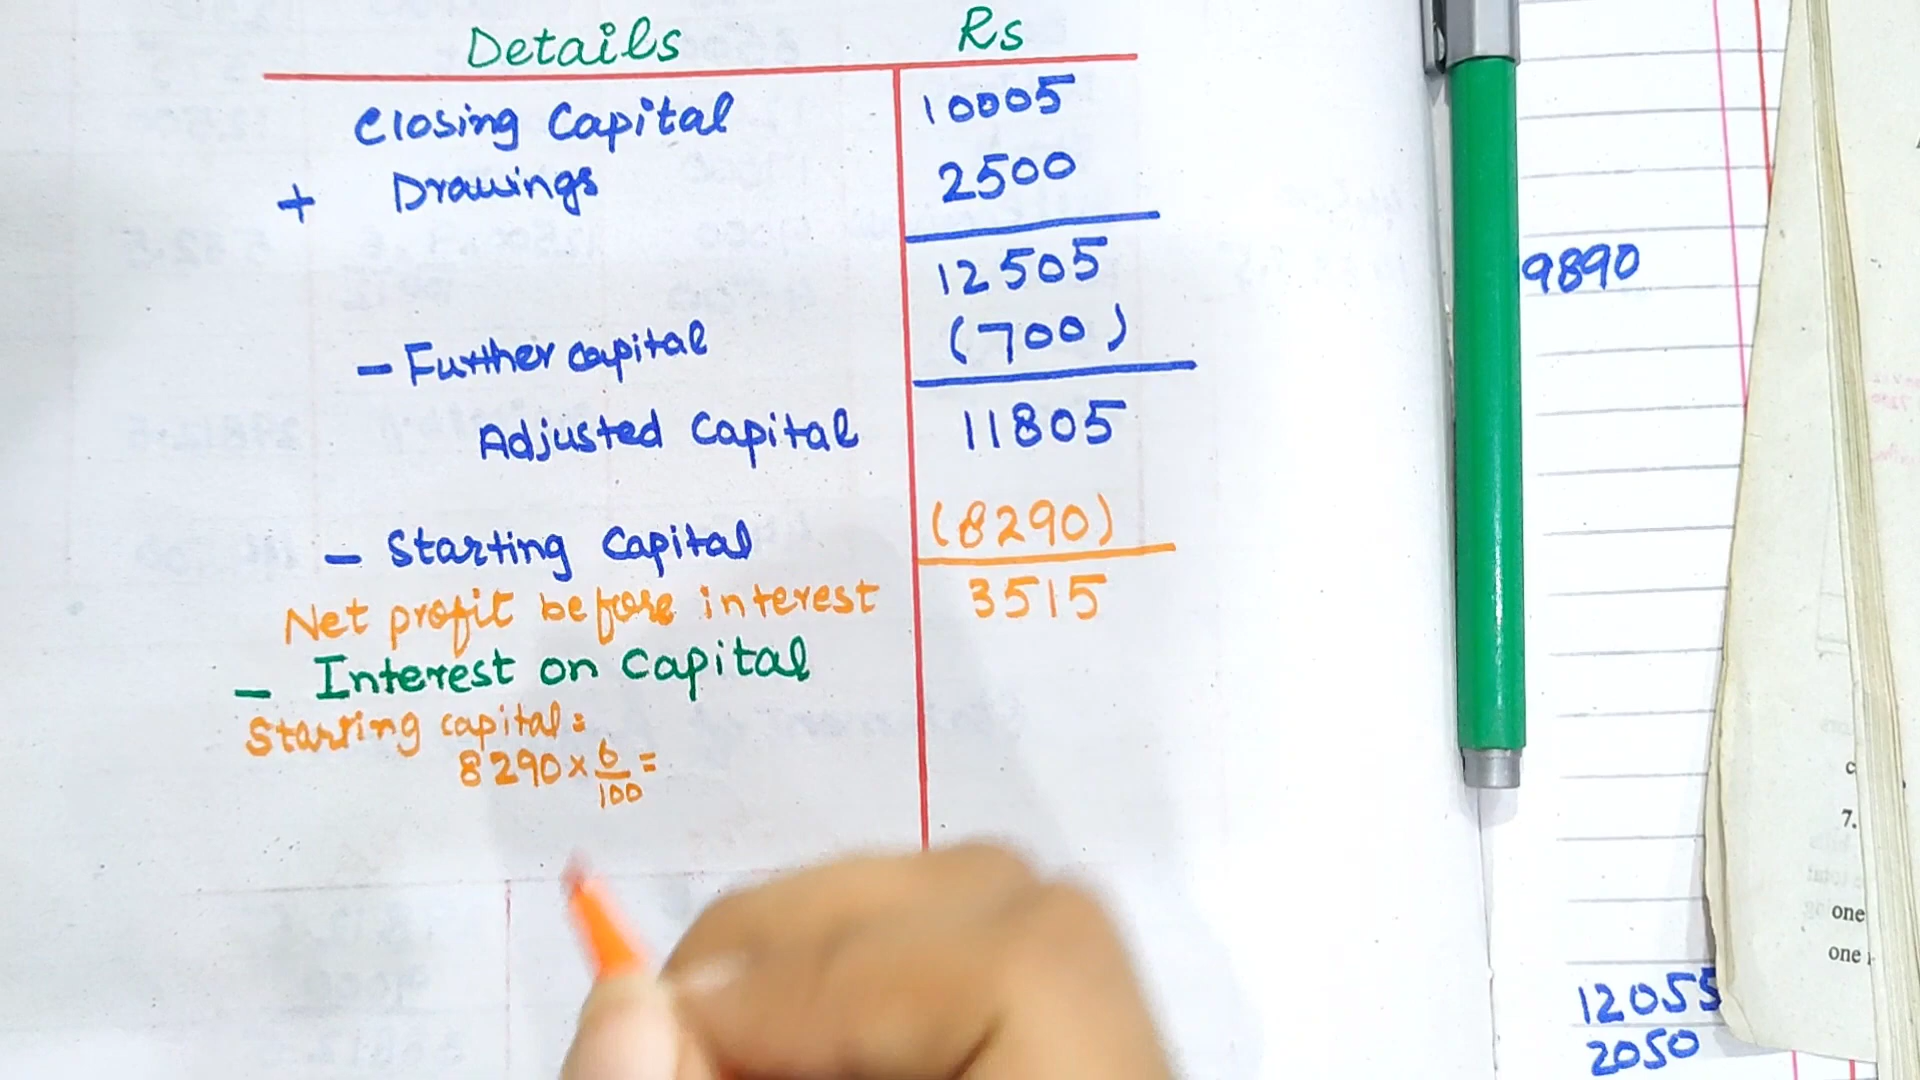 Details Rs
Closing Capital 10005
+ Drawings 2500
12505
- Further capital (700)
Adjusted Capital 11805
- Starting Capital (8290)
Net profit before interest 3515
- Interest on Capital
Starting capital =
8290 × 6/100 =
9890
12055
2050
7.
one
one